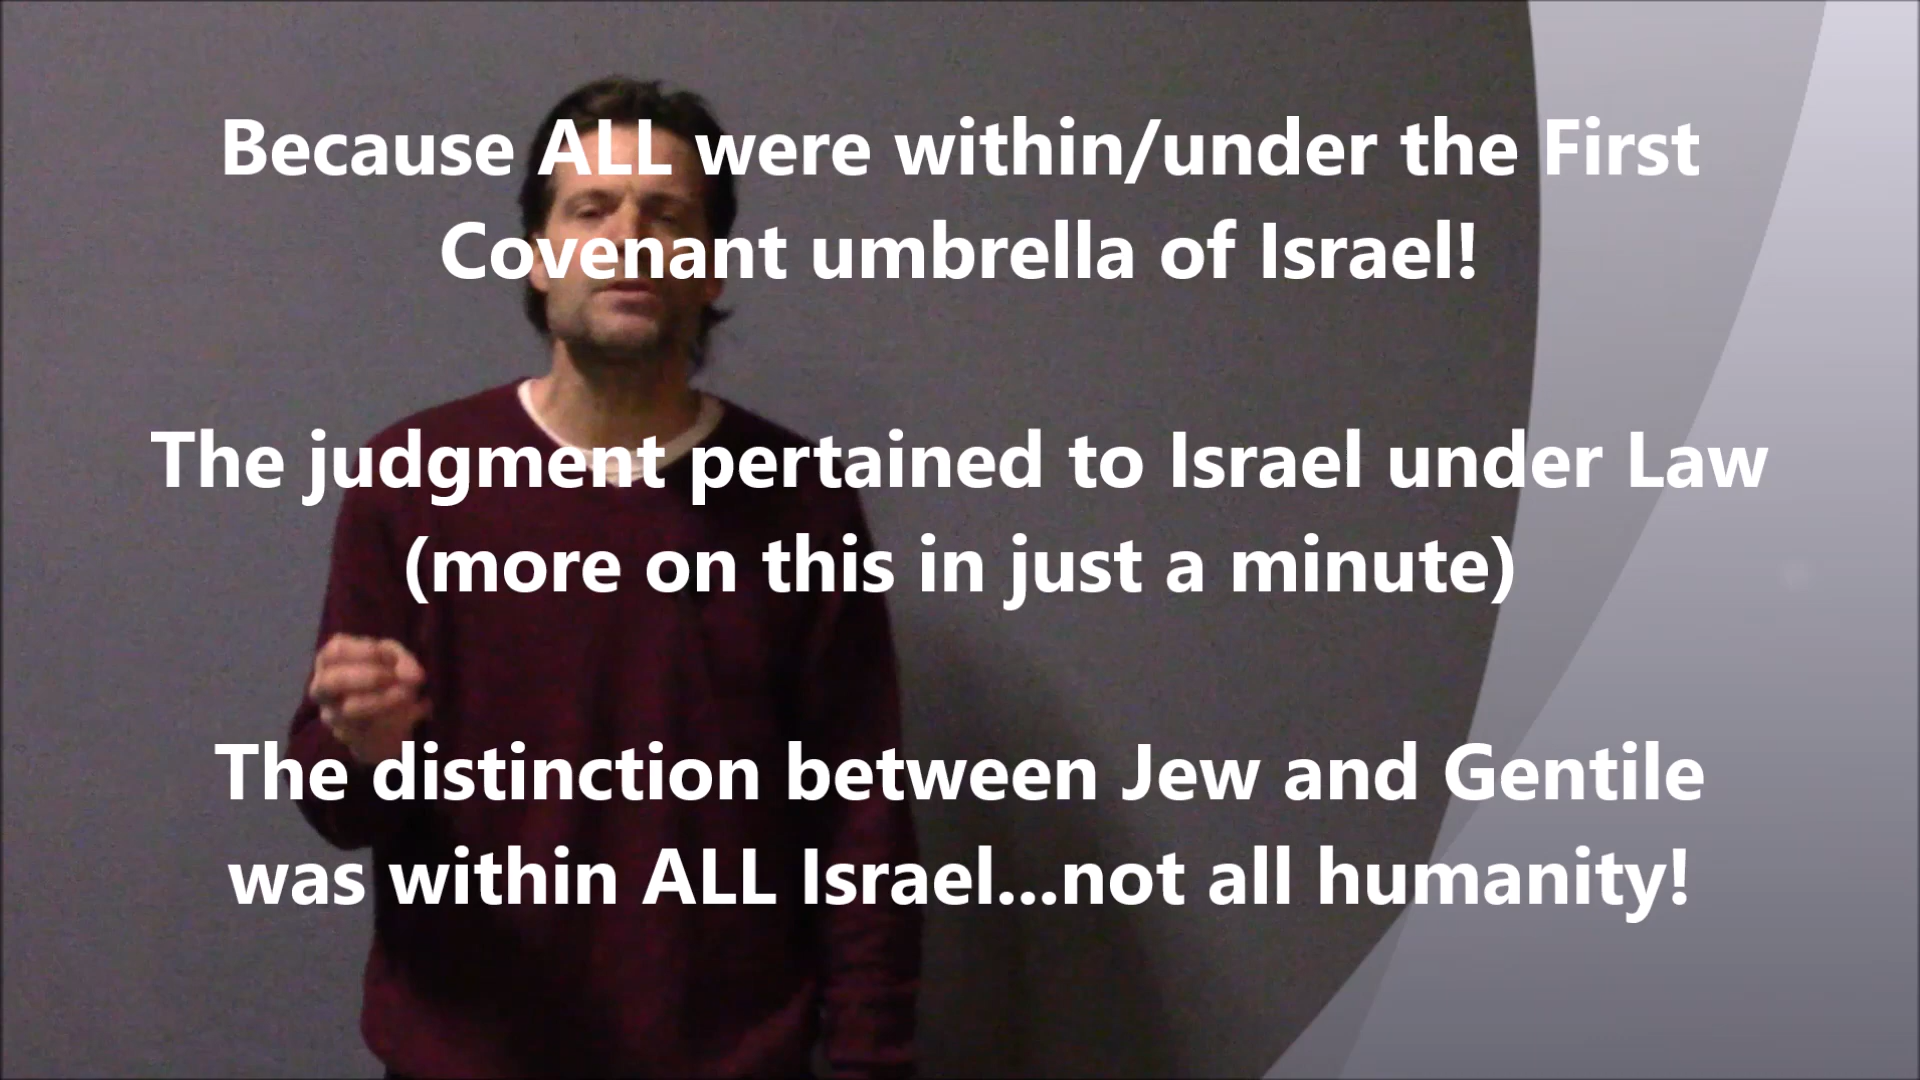 Because ALL were within/under the First
Covenant umbrella of Israel!
The judgment pertained to Israel under Law
(more on this in just a minute)
The distinction between Jew and Gentile
was within ALL Israel...not all humanity!